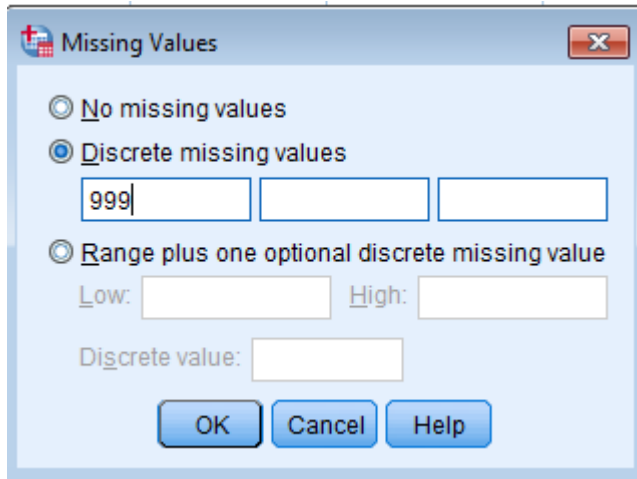 Missing Values
No missing values
Discrete missing values
999
Range plus one optional discrete missing value
Low: High:
Discrete value:
OK Cancel Help